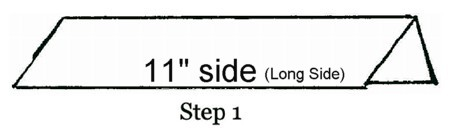 11" side (Long Side)
Step 1